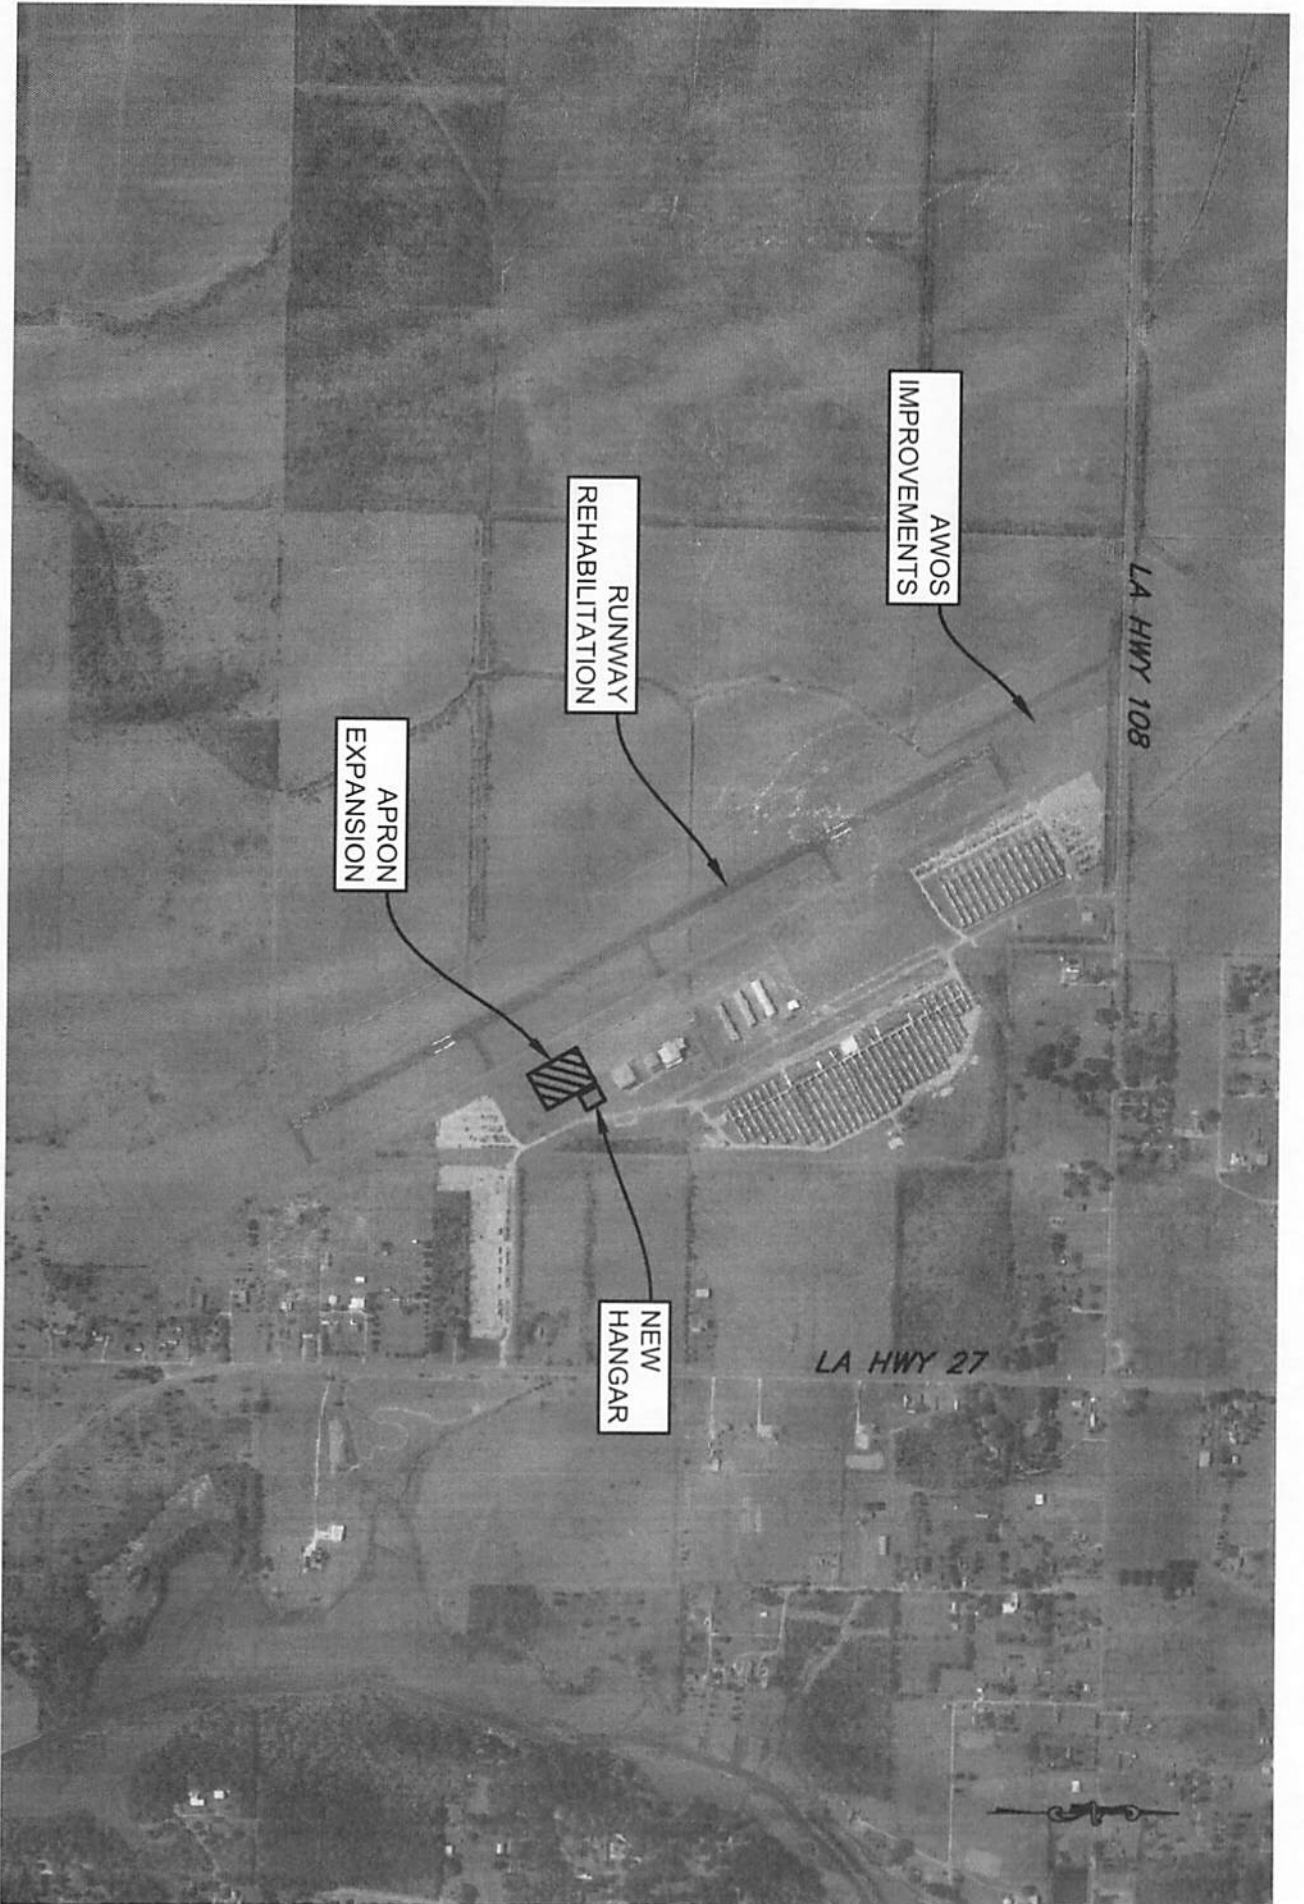 LA HWY 108
AWOS
IMPROVEMENTS
RUNWAY
REHABILITATION
APRON
EXPANSION
NEW
HANGAR
LA HWY 27